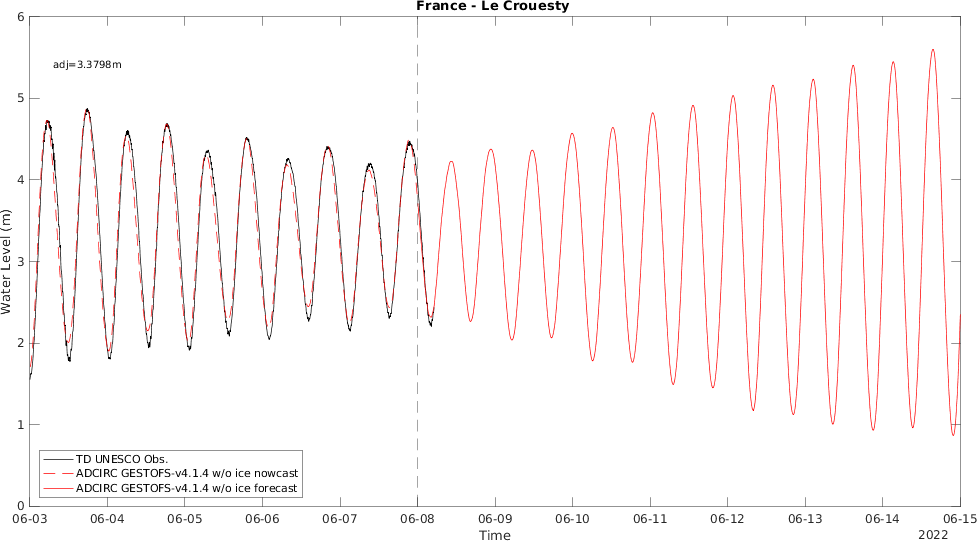 France - Le Crouesty
adj=3.3798m
6
5
4
3
2
1
0
Water Level (m)
TD UNESCO Obs.
ADCIRC GESTOFS-v4.1.4 w/o ice nowcast
ADCIRC GESTOFS-v4.1.4 w/o ice forecast
06-03 06-04 06-05 06-06 06-07 06-08 06-09 06-10 06-11 06-12 06-13 06-14 06-15
Time
2022